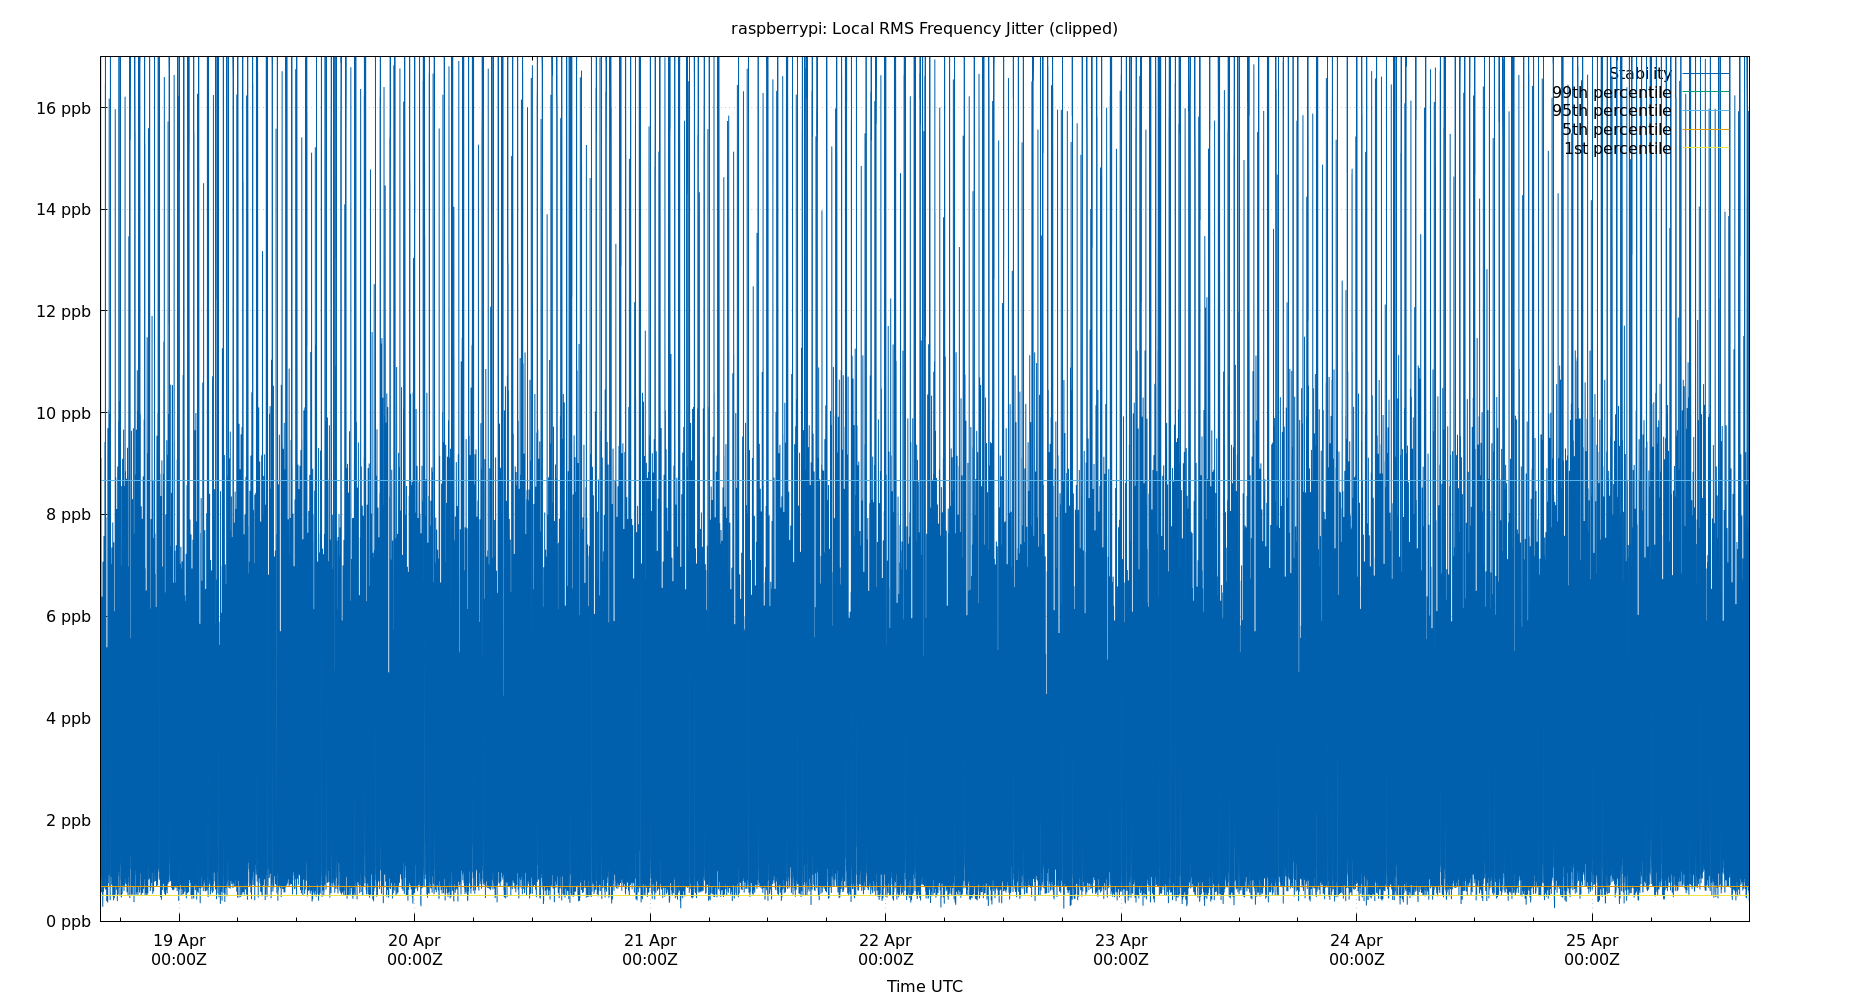 raspberrypi: Local RMS Frequency Jitter (clipped)
Stability
99th percentile
95th percentile
5th percentile
1st percentile
16 ppb
14 ppb
12 ppb
10 ppb
8 ppb
6 ppb
4 ppb
2 ppb
0 ppb
19 Apr
00:00Z
20 Apr
00:00Z
21 Apr
00:00Z
22 Apr
00:00Z
23 Apr
00:00Z
24 Apr
00:00Z
25 Apr
00:00Z
Time UTC